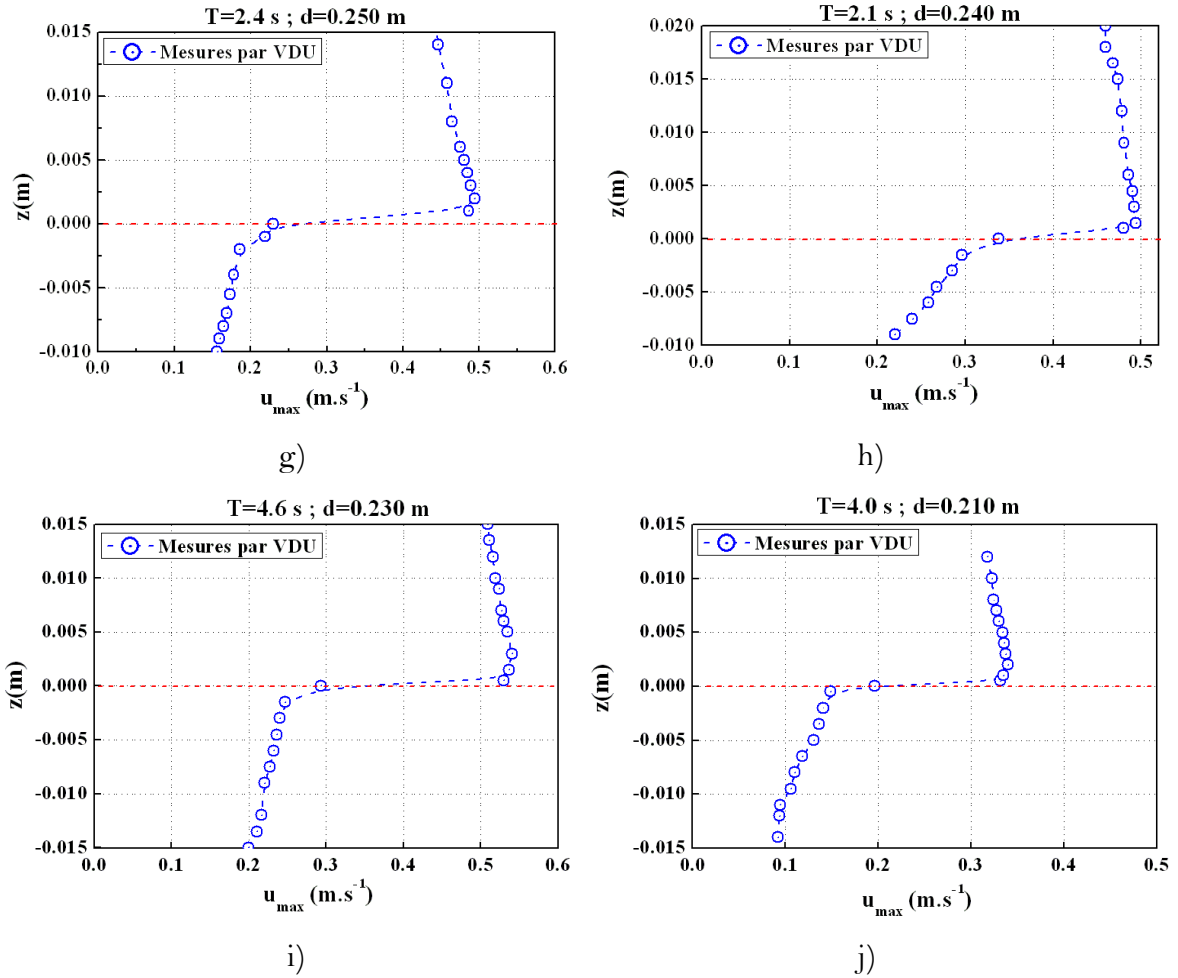 T=2.4 s ; d=0.250 m
0.015
Mesures par VDU
0.010
0.005
z(m)
0.000
-0.005
-0.010
0.0 0.1 0.2 0.3 0.4 0.5 0.6
u_max (m.s⁻¹)
g)
T=2.1 s ; d=0.240 m
0.020
Mesures par VDU
0.015
0.010
0.005
z(m)
0.000
-0.005
-0.010
0.0 0.1 0.2 0.3 0.4 0.5
u_max (m.s⁻¹)
h)
T=4.6 s ; d=0.230 m
0.015
Mesures par VDU
0.010
0.005
z(m)
0.000
-0.005
-0.010
-0.015
0.0 0.1 0.2 0.3 0.4 0.5 0.6
u_max (m.s⁻¹)
i)
T=4.0 s ; d=0.210 m
0.015
Mesures par VDU
0.010
0.005
z(m)
0.000
-0.005
-0.010
-0.015
0.0 0.1 0.2 0.3 0.4 0.5
u_max (m.s⁻¹)
j)